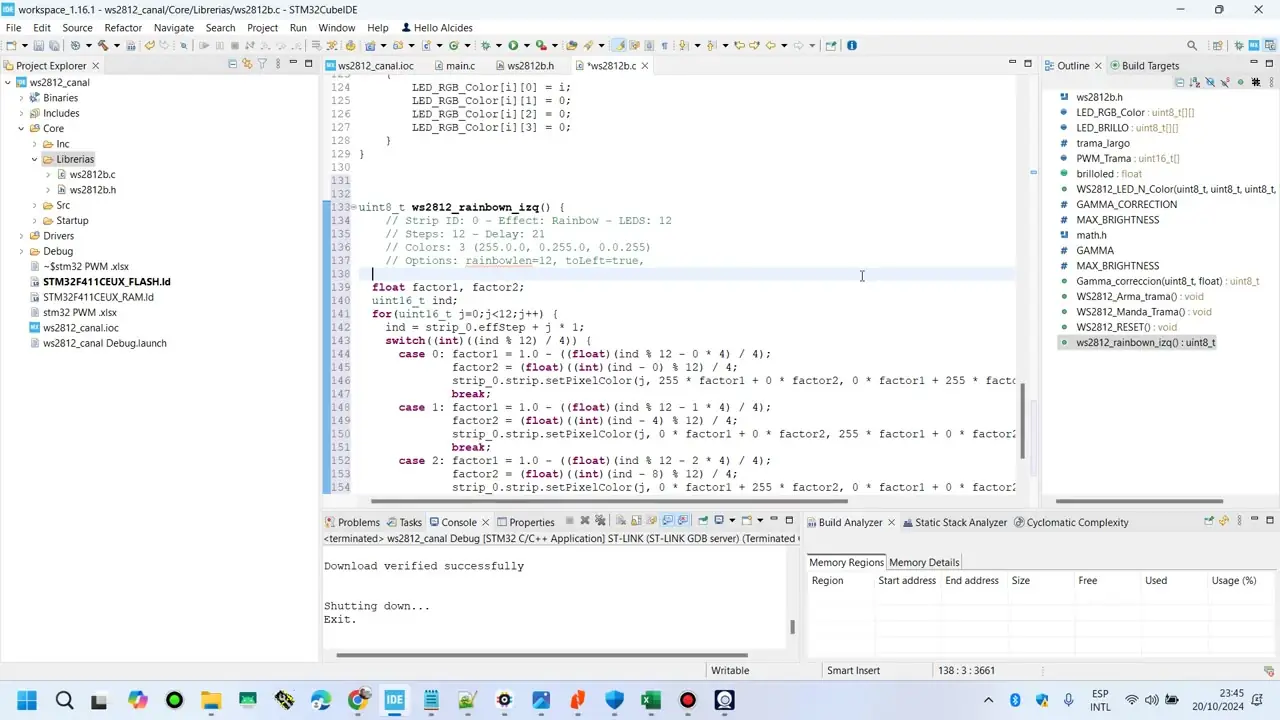 workspace_1.16.1 - ws2812_canal/Core/Librerias/ws2812b.c - STM32CubeIDE
File Edit Source Refactor Navigate Search Project Run Window Help Hello Alcides
Project Explorer
ws2812_canal.ioc main.c ws2812b.h *ws2812b.c
Outline Build Targets
ws2812_canal
Binaries
Includes
Core
Inc
Librerias
ws2812b.c
ws2812b.h
Src
Startup
Drivers
Debug
~$stm32 PWM .xlsx
STM32F411CEUX_FLASH.ld
STM32F411CEUX_RAM.ld
stm32 PWM .xlsx
ws2812_canal.ioc
ws2812_canal Debug.launch
123 {
124 LED_RGB_Color[i][0] = i;
125 LED_RGB_Color[i][1] = 0;
126 LED_RGB_Color[i][2] = 0;
127 LED_RGB_Color[i][3] = 0;
128 }
129 }
130
131
132
133 uint8_t ws2812_rainbown_izq() {
134 // Strip ID: 0 - Effect: Rainbow - LEDS: 12
135 // Steps: 12 - Delay: 21
136 // Colors: 3 (255.0.0, 0.255.0, 0.0.255)
137 // Options: rainbowlen=12, toLeft=true,
138
139 float factor1, factor2;
140 uint16_t ind;
141 for(uint16_t j=0;j<12;j++) {
142 ind = strip_0.effStep + j * 1;
143 switch((int)((ind % 12) / 4)) {
144 case 0: factor1 = 1.0 - ((float)(ind % 12 - 0 * 4) / 4);
145 factor2 = (float)((int)(ind - 0) % 12) / 4;
146 strip_0.strip.setPixelColor(j, 255 * factor1 + 0 * factor2, 0 * factor1 + 255 * facto
147 break;
148 case 1: factor1 = 1.0 - ((float)(ind % 12 - 1 * 4) / 4);
149 factor2 = (float)((int)(ind - 4) % 12) / 4;
150 strip_0.strip.setPixelColor(j, 0 * factor1 + 0 * factor2, 255 * factor1 + 0 * factor2
151 break;
152 case 2: factor1 = 1.0 - ((float)(ind % 12 - 2 * 4) / 4);
153 factor2 = (float)((int)(ind - 8) % 12) / 4;
154 strip_0.strip.setPixelColor(j, 0 * factor1 + 255 * factor2, 0 * factor1 + 0 * factor2
ws2812b.h
LED_RGB_Color : uint8_t[][]
LED_BRILLO : uint8_t[][]
trama_largo
PWM_Trama : uint16_t[]
brilloled : float
WS2812_LED_N_Color(uint8_t, uint8_t, uint8_t,
GAMMA_CORRECTION
MAX_BRIGHTNESS
math.h
GAMMA
MAX_BRIGHTNESS
Gamma_correccion(uint8_t, float) : uint8_t
WS2812_Arma_trama() : void
WS2812_Manda_Trama() : void
WS2812_RESET() : void
ws2812_rainbown_izq() : uint8_t
Problems Tasks Console Properties
<terminated> ws2812_canal Debug [STM32 C/C++ Application] ST-LINK (ST-LINK GDB server) (Terminated
Download verified successfully
Shutting down...
Exit.
Build Analyzer Static Stack Analyzer Cyclomatic Complexity
Memory Regions Memory Details
Region Start address End address Size Free Used Usage (%)
Writable Smart Insert 138 : 3 : 3661
ESP
INTL
23:45
20/10/2024